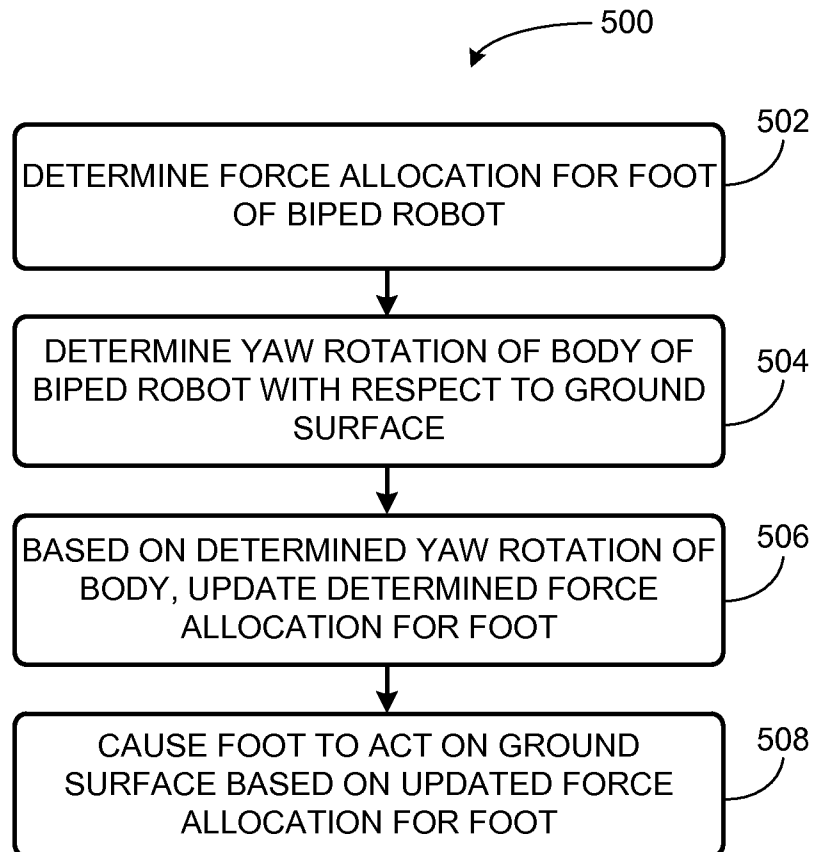 500
502
DETERMINE FORCE ALLOCATION FOR FOOT
OF BIPED ROBOT
504
DETERMINE YAW ROTATION OF BODY OF
BIPED ROBOT WITH RESPECT TO GROUND
SURFACE
506
BASED ON DETERMINED YAW ROTATION OF
BODY, UPDATE DETERMINED FORCE
ALLOCATION FOR FOOT
508
CAUSE FOOT TO ACT ON GROUND
SURFACE BASED ON UPDATED FORCE
ALLOCATION FOR FOOT